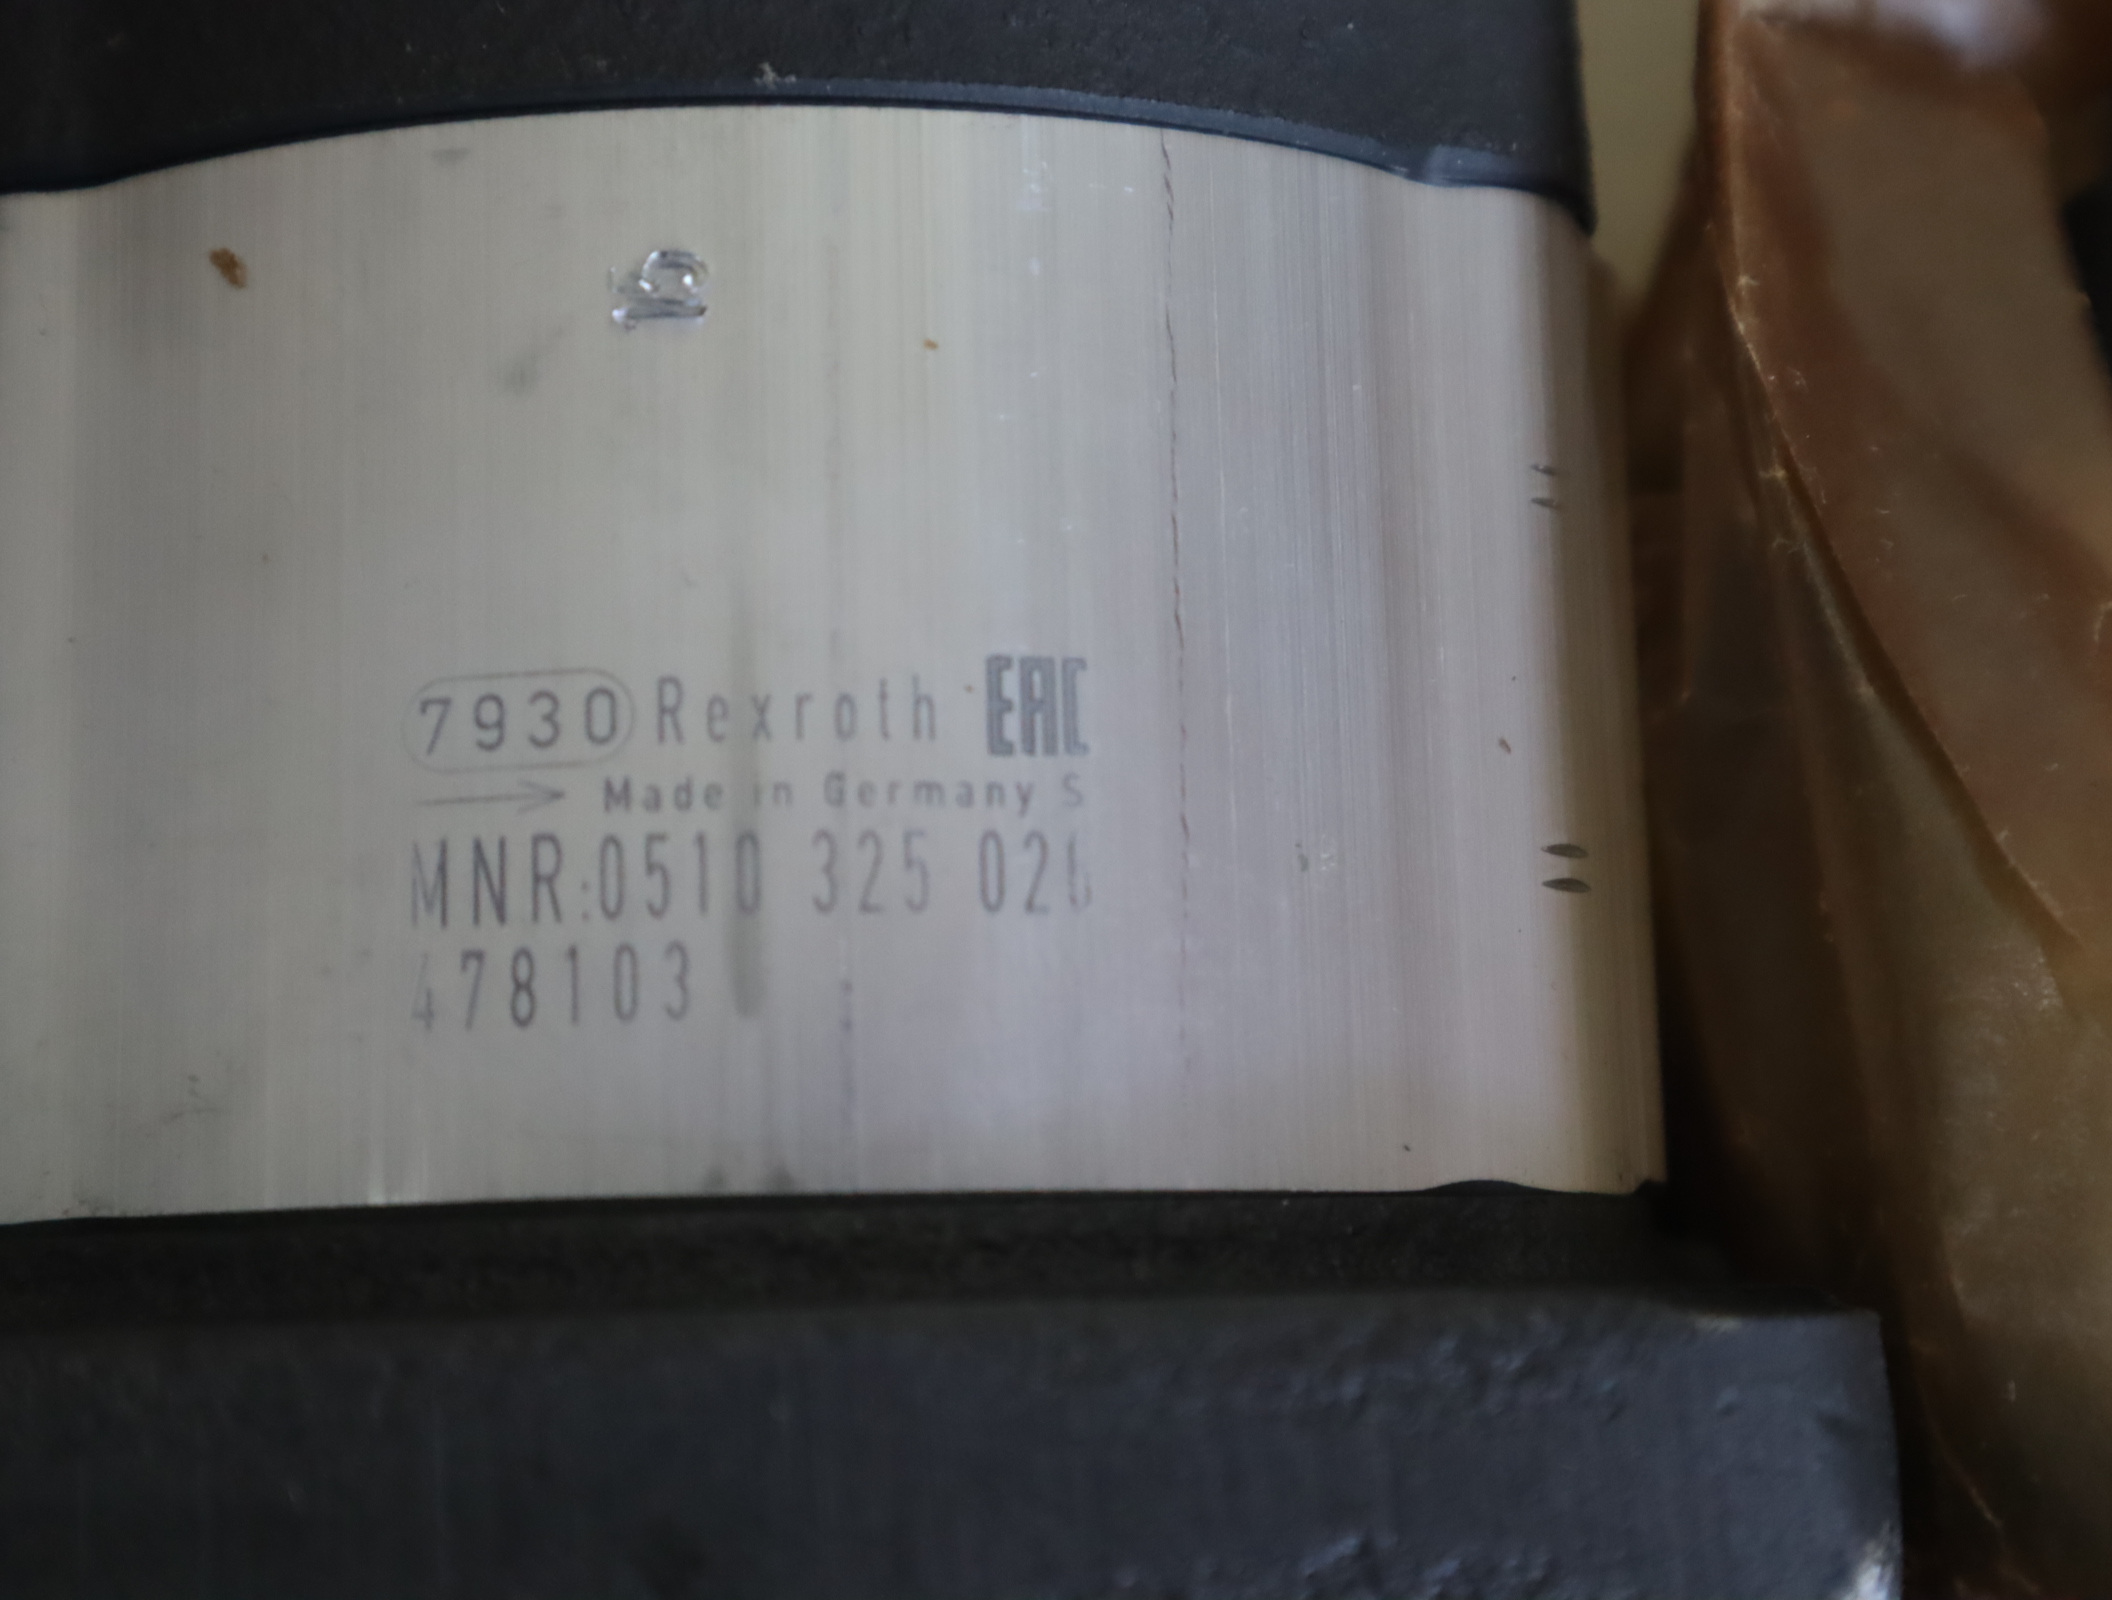 7930 Rexroth EAC
Made in Germany S
MNR:0510 325 026
478103